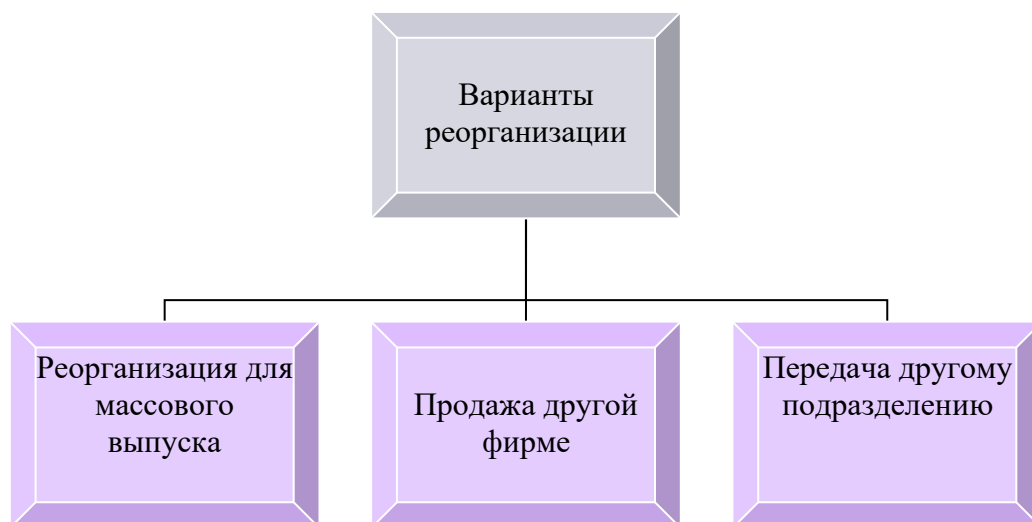 Варианты
реорганизации
Реорганизация для
массового
выпуска
Продажа другой
фирме
Передача другому
подразделению